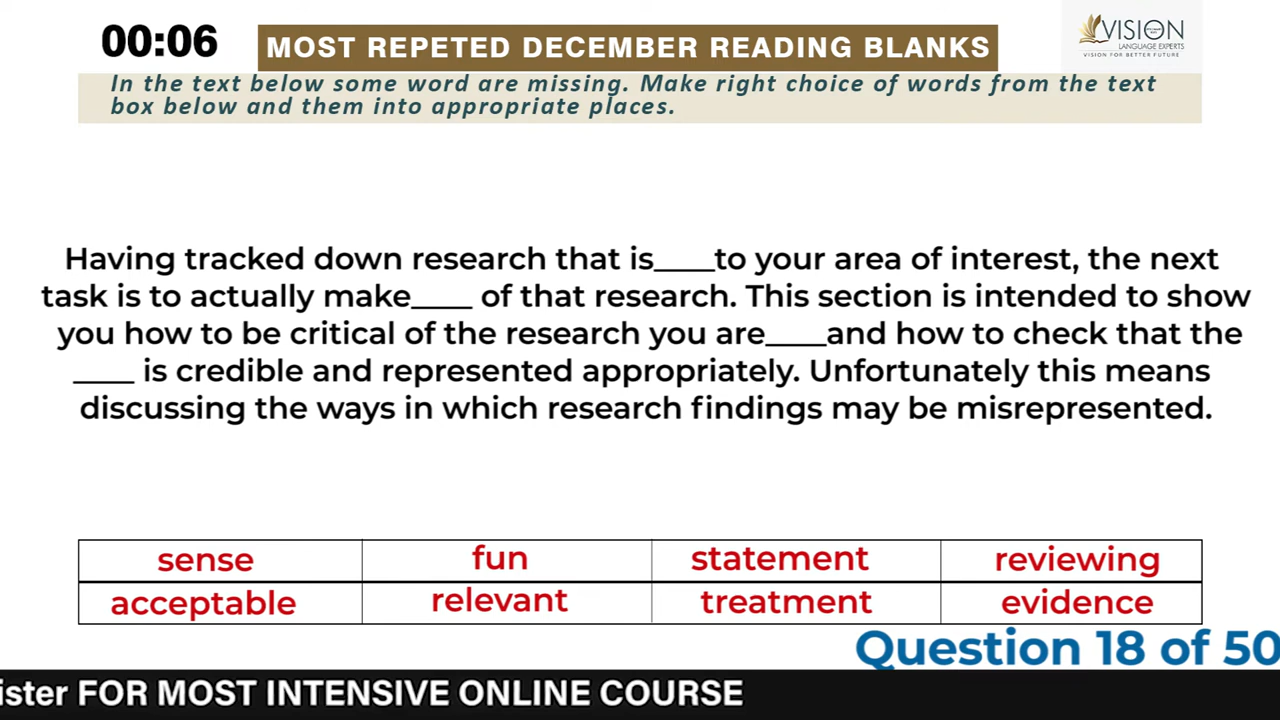 00:06
MOST REPETED DECEMBER READING BLANKS
VISION
LANGUAGE EXPERTS
VISION FOR BETTER FUTURE
In the text below some word are missing. Make right choice of words from the text
box below and them into appropriate places.
Having tracked down research that is____to your area of interest, the next
task is to actually make____ of that research. This section is intended to show
you how to be critical of the research you are____and how to check that the
____ is credible and represented appropriately. Unfortunately this means
discussing the ways in which research findings may be misrepresented.
sense fun statement reviewing
acceptable relevant treatment evidence
Question 18 of 50
ister FOR MOST INTENSIVE ONLINE COURSE